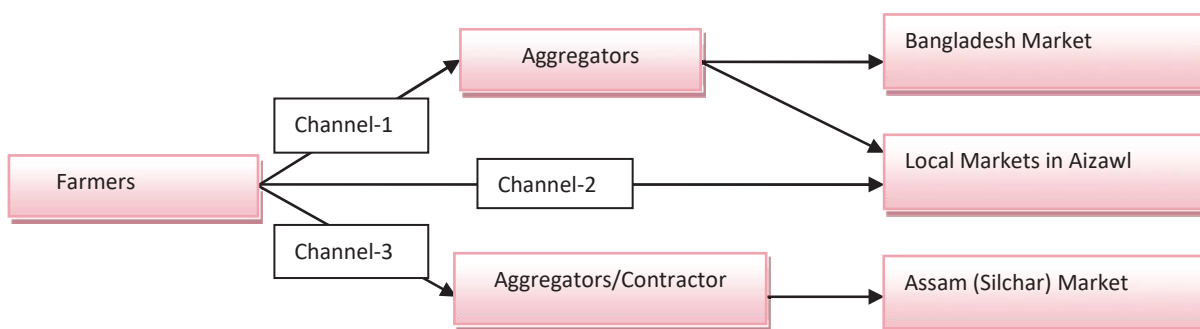 Farmers
Channel-1
Channel-2
Channel-3
Aggregators
Aggregators/Contractor
Bangladesh Market
Local Markets in Aizawl
Assam (Silchar) Market